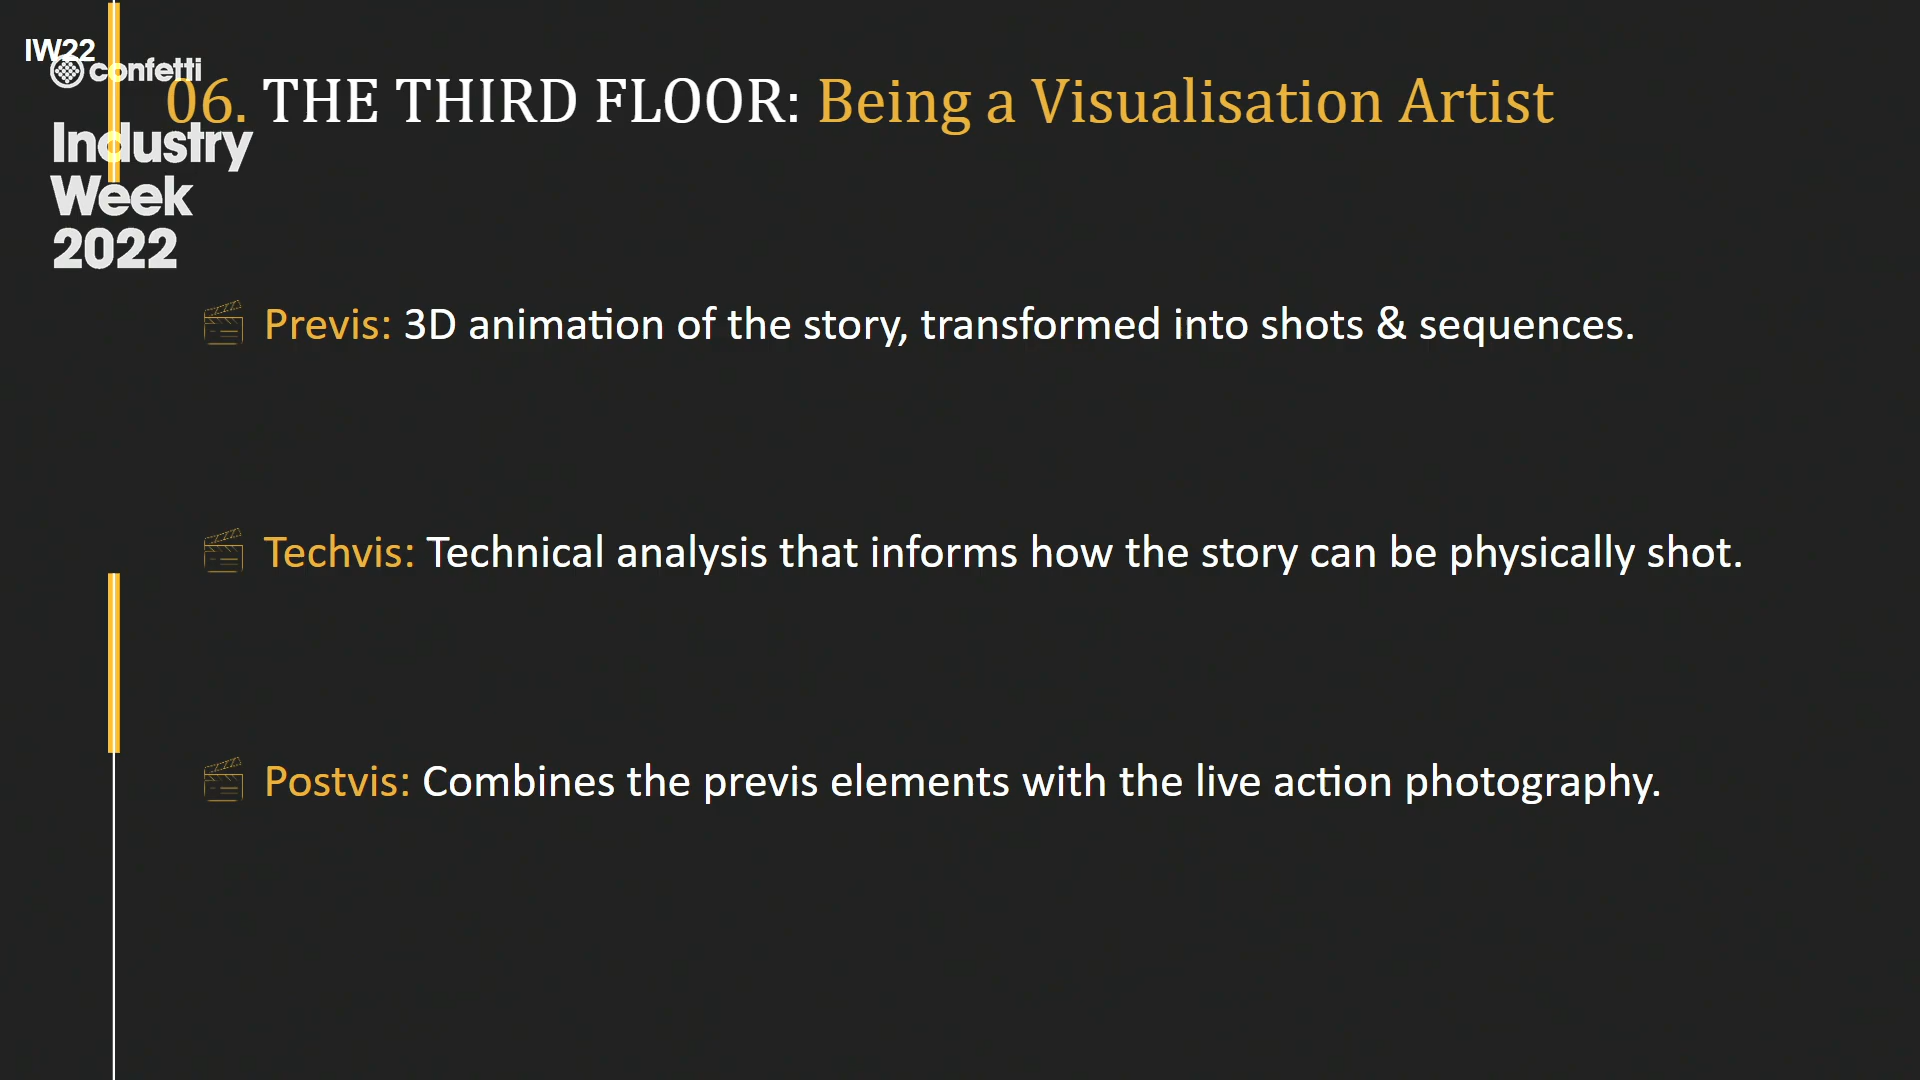 IW22
confetti
06. THE THIRD FLOOR: Being a Visualisation Artist
Industry
Week
2022
Previs: 3D animation of the story, transformed into shots & sequences.
Techvis: Technical analysis that informs how the story can be physically shot.
Postvis: Combines the previs elements with the live action photography.